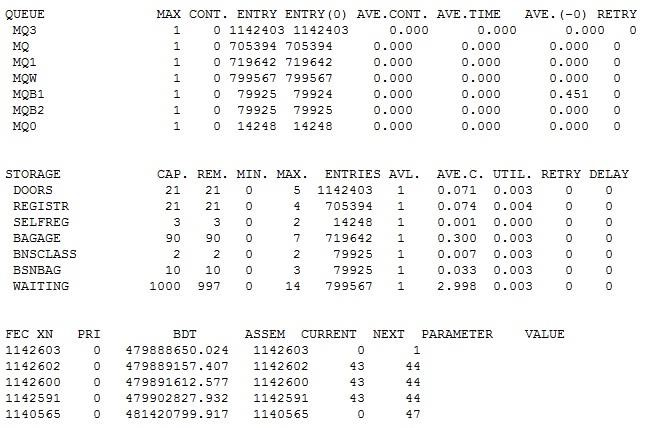 QUEUE MAX CONT. ENTRY ENTRY(0) AVE.CONT. AVE.TIME AVE.(-0) RETRY
MQ3 1 0 1142403 1142403 0.000 0.000 0.000 0
MQ 1 0 705394 705394 0.000 0.000 0.000 0
MQ1 1 0 719642 719642 0.000 0.000 0.000 0
MQW 1 0 799567 799567 0.000 0.000 0.000 0
MQB1 1 0 79925 79924 0.000 0.000 0.451 0
MQB2 1 0 79925 79925 0.000 0.000 0.000 0
MQ0 1 0 14248 14248 0.000 0.000 0.000 0
STORAGE CAP. REM. MIN. MAX. ENTRIES AVL. AVE.C. UTIL. RETRY DELAY
DOORS 21 21 0 5 1142403 1 0.071 0.003 0 0
REGISTR 21 21 0 4 705394 1 0.074 0.004 0 0
SELFREG 3 3 0 2 14248 1 0.001 0.000 0 0
BAGAGE 90 90 0 7 719642 1 0.300 0.003 0 0
BNSCLASS 2 2 0 2 79925 1 0.007 0.003 0 0
BSNBAG 10 10 0 3 79925 1 0.033 0.003 0 0
WAITING 1000 997 0 14 799567 1 2.998 0.003 0 0
FEC XN PRI BDT ASSEM CURRENT NEXT PARAMETER VALUE
1142603 0 479888650.024 1142603 0 1
1142602 0 479889157.407 1142602 43 44
1142600 0 479891612.577 1142600 43 44
1142591 0 479902827.932 1142591 43 44
1140565 0 481420799.917 1140565 0 47